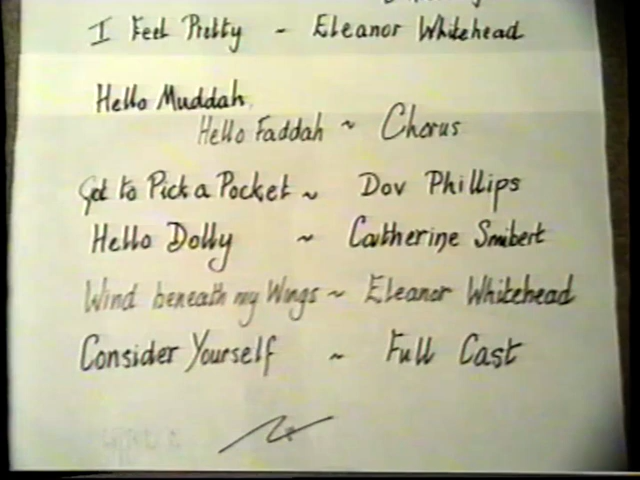 I Feel Pretty ~ Eleanor Whitehead
Hello Muddah,
Hello Faddah ~ Chorus
Got to Pick a Pocket ~ Dov Phillips
Hello Dolly ~ Catherine Smibert
Wind beneath my Wings ~ Eleanor Whitehead
Consider Yourself ~ Full Cast